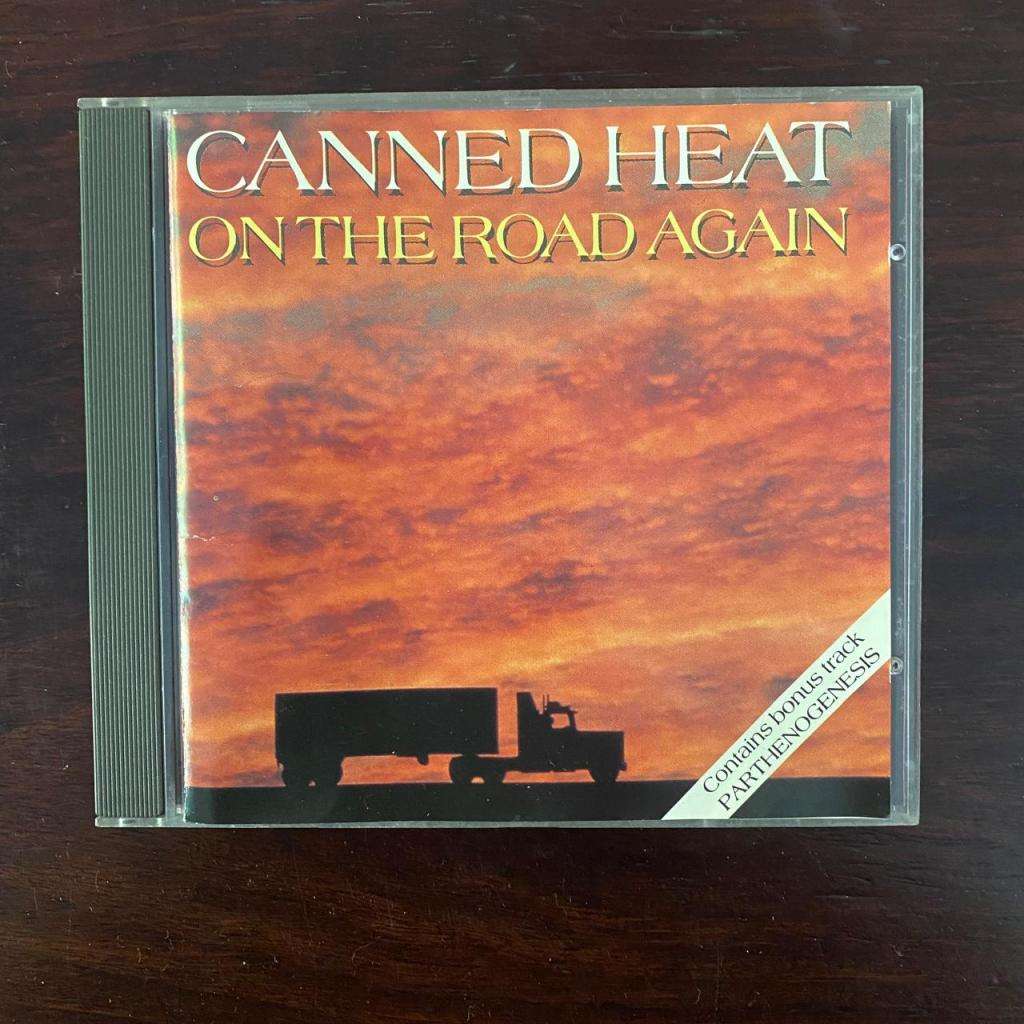 CANNED HEAT
ON THE ROAD AGAIN
Contains bonus track
PARTHENOGENESIS